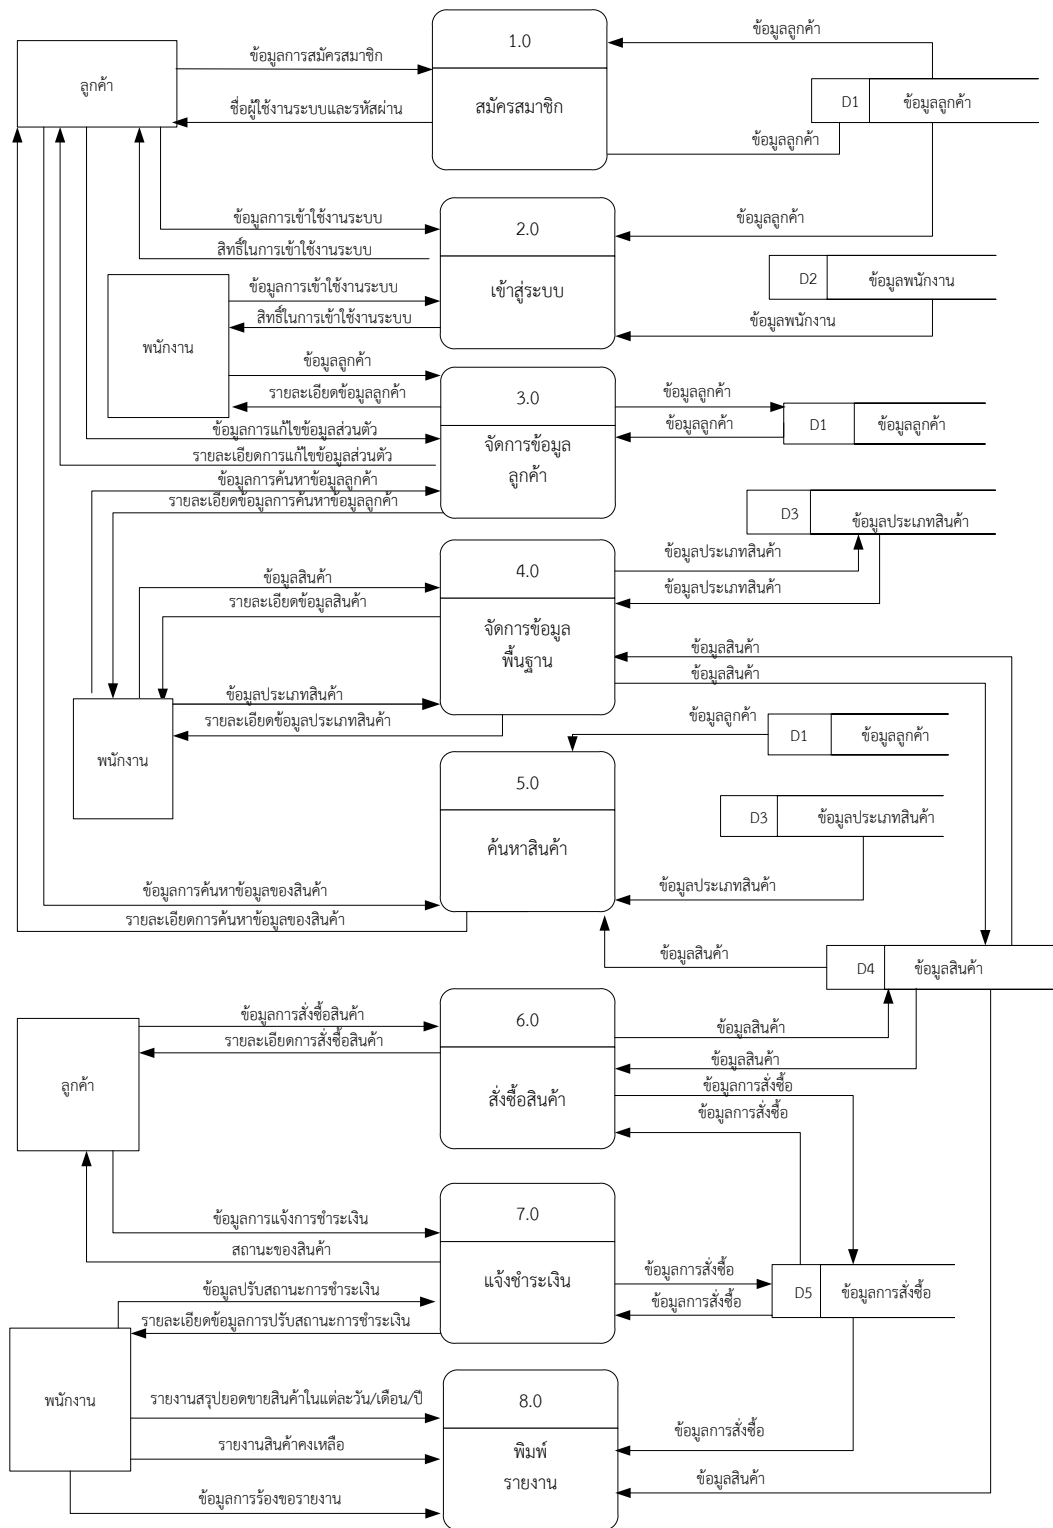 1.0
ข้อมูลลูกค้า
ข้อมูลการสมัครสมาชิก
ลูกค้า
D1
ข้อมูลลูกค้า
สมัครสมาชิก
ชื่อผู้ใช้งานระบบและรหัสผ่าน
ข้อมูลลูกค้า
ข้อมูลการเข้าใช้งานระบบ
2.0
ข้อมูลลูกค้า
สิทธิ์ในการเข้าใช้งานระบบ
D2
ข้อมูลพนักงาน
ข้อมูลการเข้าใช้งานระบบ
เข้าสู่ระบบ
สิทธิ์ในการเข้าใช้งานระบบ
ข้อมูลพนักงาน
พนักงาน
ข้อมูลลูกค้า
รายละเอียดข้อมูลลูกค้า
3.0
ข้อมูลลูกค้า
ข้อมูลลูกค้า
D1
ข้อมูลลูกค้า
ข้อมูลการแก้ไขข้อมูลส่วนตัว
จัดการข้อมูล
ลูกค้า
รายละเอียดการแก้ไขข้อมูลส่วนตัว
ข้อมูลการค้นหาข้อมูลลูกค้า
รายละเอียดข้อมูลการค้นหาข้อมูลลูกค้า
D3
ข้อมูลประเภทสินค้า
ข้อมูลประเภทสินค้า
4.0
ข้อมูลสินค้า
ข้อมูลประเภทสินค้า
รายละเอียดข้อมูลสินค้า
จัดการข้อมูล
พื้นฐาน
ข้อมูลสินค้า
ข้อมูลสินค้า
ข้อมูลประเภทสินค้า
รายละเอียดข้อมูลประเภทสินค้า
ข้อมูลลูกค้า
D1
ข้อมูลลูกค้า
พนักงาน
5.0
D3
ข้อมูลประเภทสินค้า
ค้นหาสินค้า
ข้อมูลการค้นหาข้อมูลของสินค้า
ข้อมูลประเภทสินค้า
รายละเอียดการค้นหาข้อมูลของสินค้า
ข้อมูลสินค้า
D4
ข้อมูลสินค้า
ข้อมูลการสั่งซื้อสินค้า
6.0
ข้อมูลสินค้า
รายละเอียดการสั่งซื้อสินค้า
ข้อมูลสินค้า
ลูกค้า
สั่งซื้อสินค้า
ข้อมูลการสั่งซื้อ
ข้อมูลการสั่งซื้อ
ข้อมูลการแจ้งการชำระเงิน
7.0
สถานะของสินค้า
แจ้งชำระเงิน
ข้อมูลการสั่งซื้อ
D5
ข้อมูลการสั่งซื้อ
ข้อมูลปรับสถานะการชำระเงิน
ข้อมูลการสั่งซื้อ
รายละเอียดข้อมูลการปรับสถานะการชำระเงิน
พนักงาน
รายงานสรุปยอดขายสินค้าในแต่ละวัน/เดือน/ปี
8.0
ข้อมูลการสั่งซื้อ
รายงานสินค้าคงเหลือ
พิมพ์
รายงาน
ข้อมูลสินค้า
ข้อมูลการร้องขอรายงาน